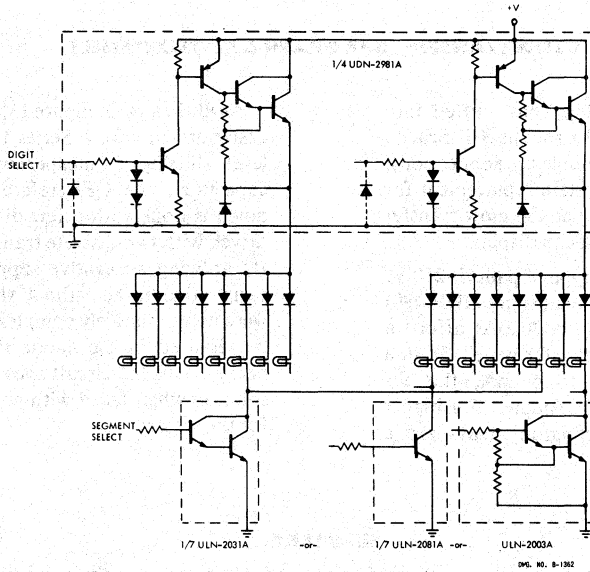 +V
1/4 UDN-2981A
DIGIT
SELECT
SEGMENT
SELECT
1/7 ULN-2031A -or- 1/7 ULN-2081A -or- ULN-2003A
DWG. NO. B-1362